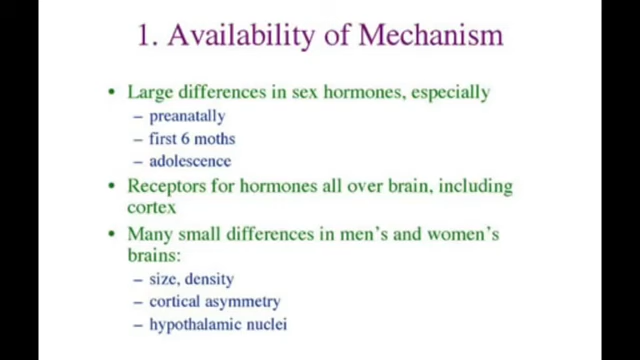 1. Availability of Mechanism
• Large differences in sex hormones, especially
– preanatally
– first 6 moths
– adolescence
• Receptors for hormones all over brain, including
cortex
• Many small differences in men's and women's
brains:
– size, density
– cortical asymmetry
– hypothalamic nuclei